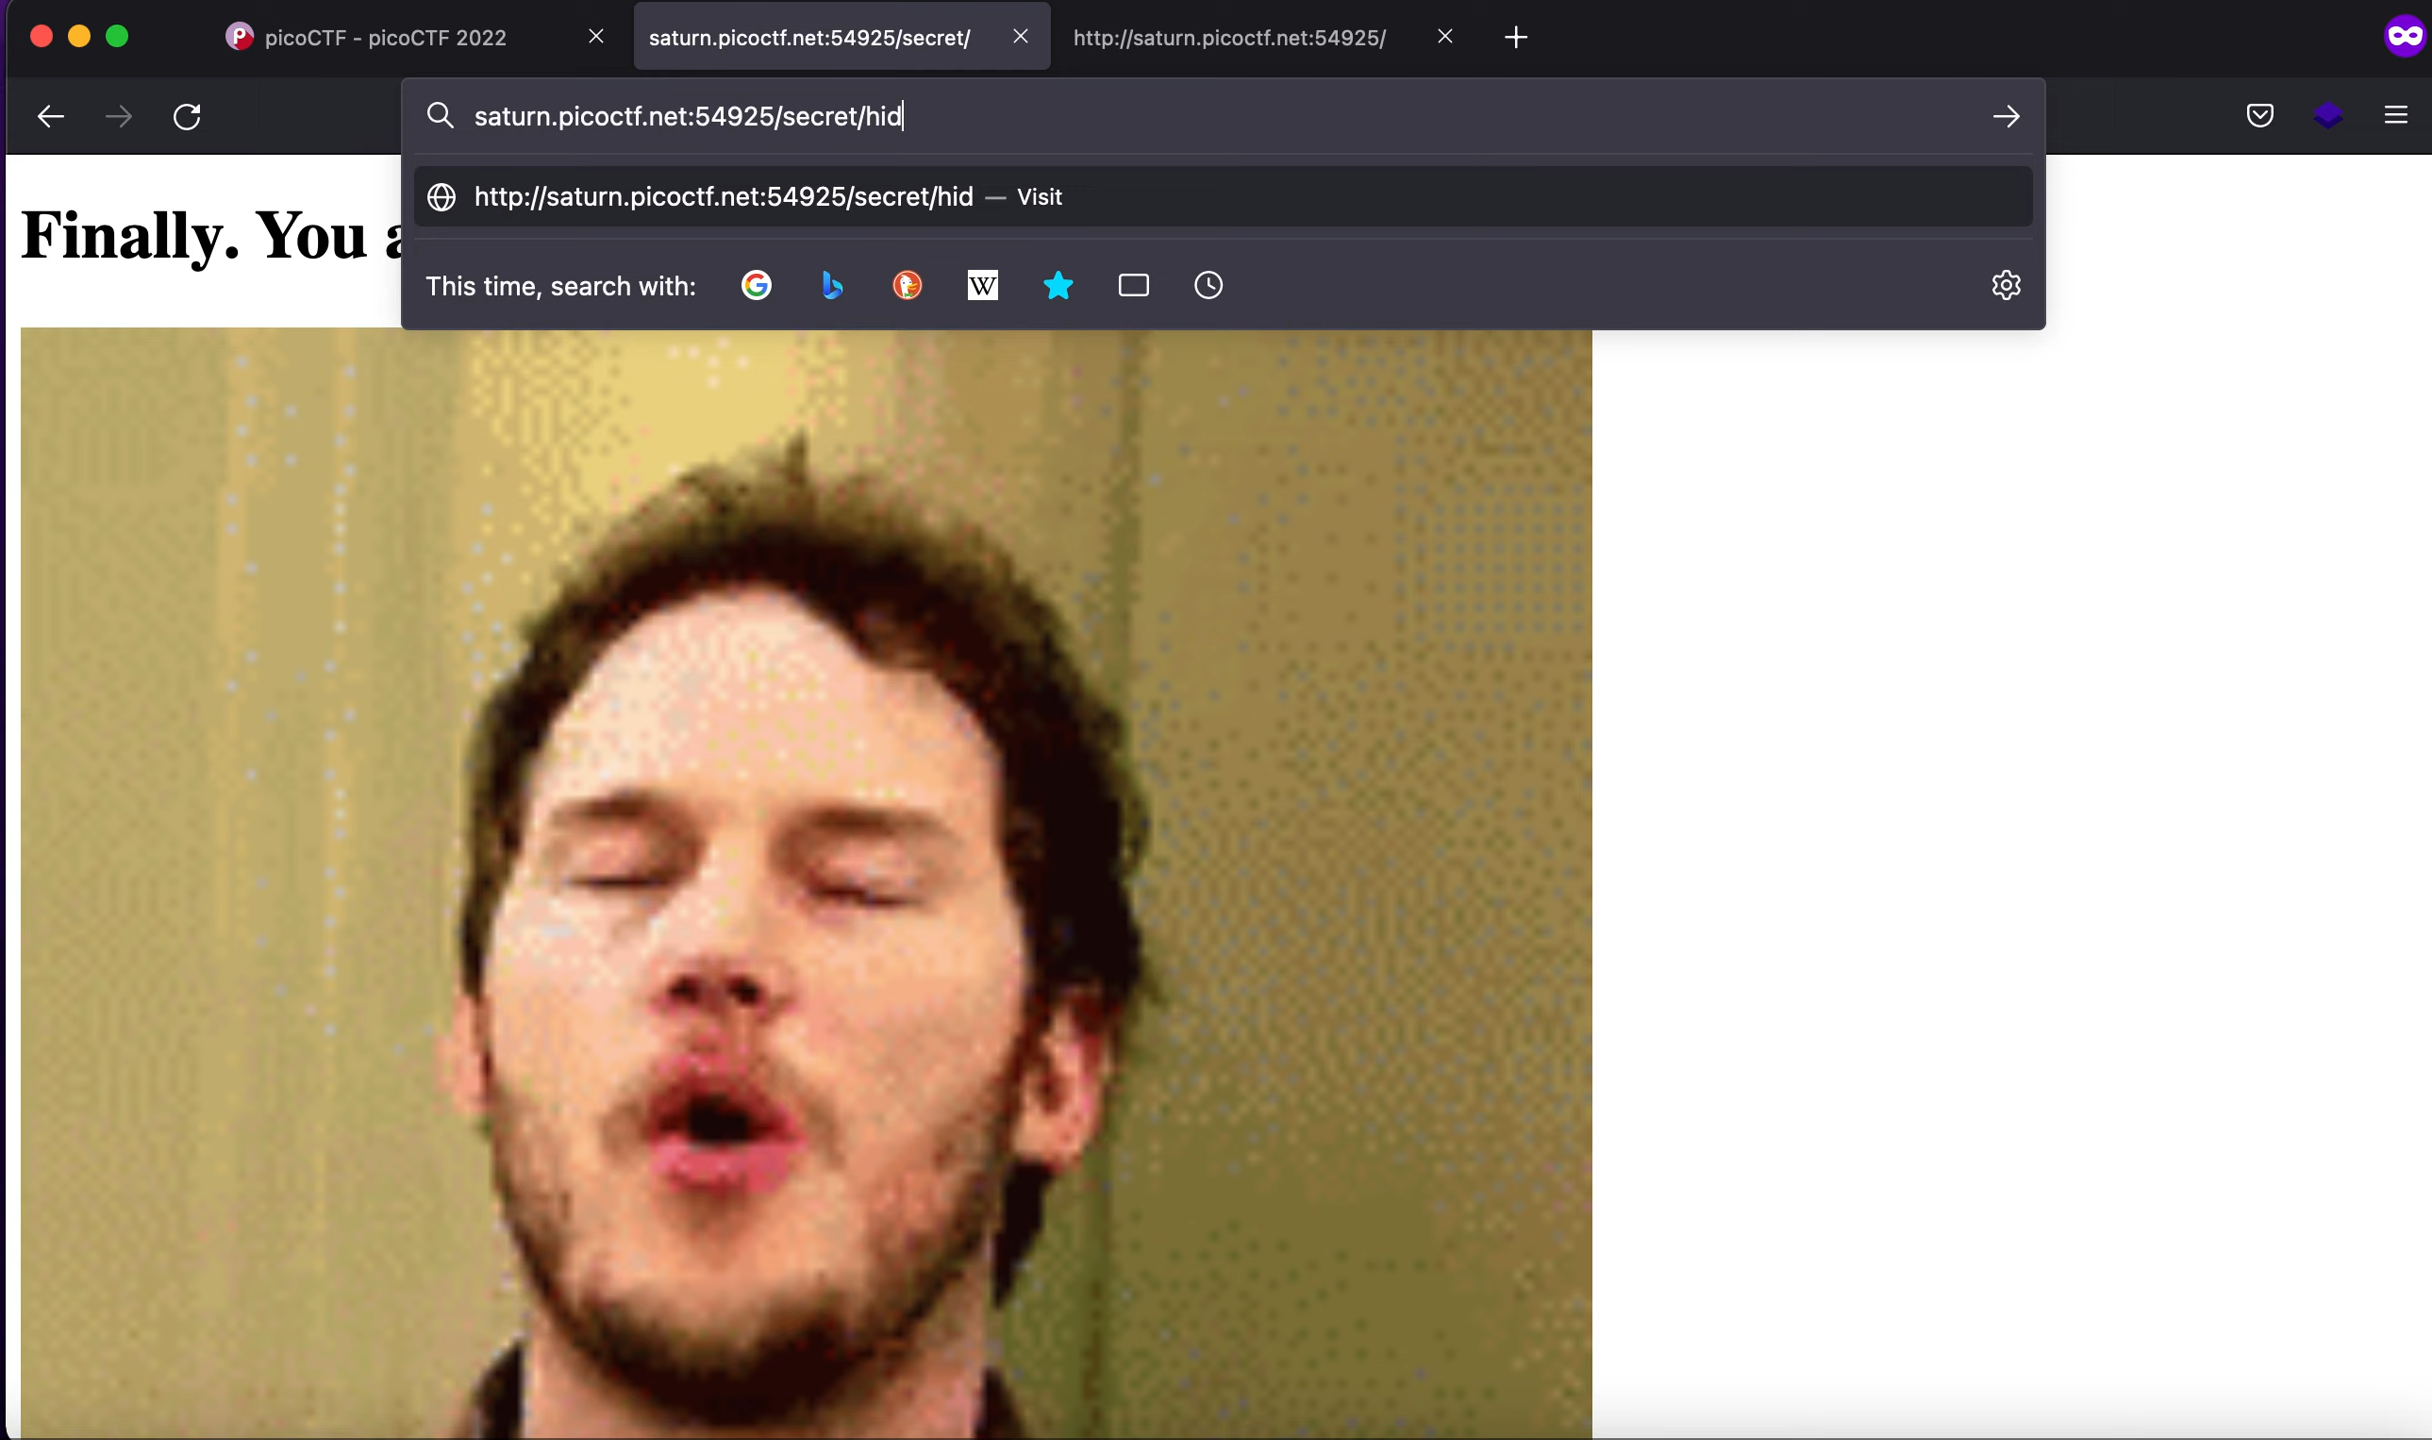 picoCTF - picoCTF 2022
saturn.picoctf.net:54925/secret/
http://saturn.picoctf.net:54925/
saturn.picoctf.net:54925/secret/hid
http://saturn.picoctf.net:54925/secret/hid — Visit
Finally. You a
This time, search with: